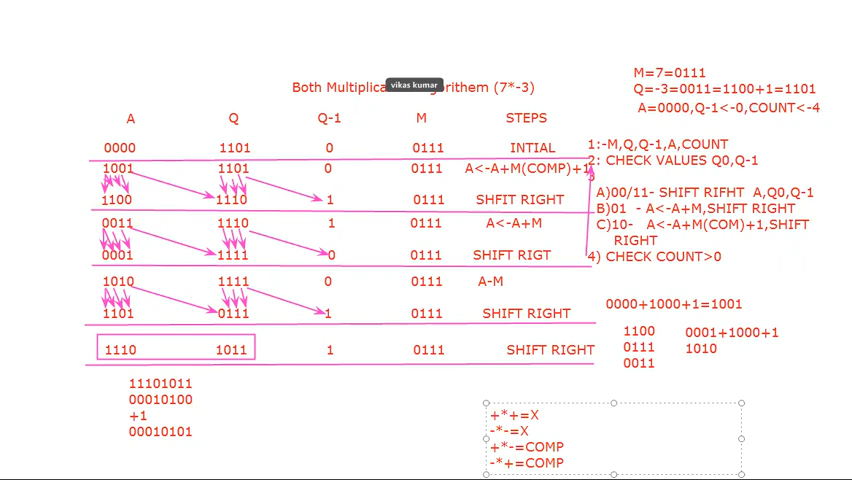 Both Multiplica
vikas kumar
gorithem (7*-3)
M=7=0111
Q=-3=0011=1100+1=1101
A=0000,Q-1<-0,COUNT<-4
A Q Q-1 M STEPS
0000 1101 0 0111 INTIAL
1001 1101 0 0111 A<-A+M(COMP)+1
1100 1110 1 0111 SHFIT RIGHT
0011 1110 1 0111 A<-A+M
0001 1111 0 0111 SHIFT RIGT
1010 1111 0 0111 A-M
1101 0111 1 0111 SHIFT RIGHT
1110 1011 1 0111 SHIFT RIGHT
1:-M,Q,Q-1,A,COUNT
2: CHECK VALUES Q0,Q-1
3
A)00/11- SHIFT RIFHT A,Q0,Q-1
B)01 - A<-A+M,SHIFT RIGHT
C)10- A<-A+M(COM)+1,SHIFT
RIGHT
4) CHECK COUNT>0
0000+1000+1=1001
1100
0111
0011
0001+1000+1
1010
11101011
00010100
+1
00010101
+*+=X
-*-=X
+*-=COMP
-*+=COMP